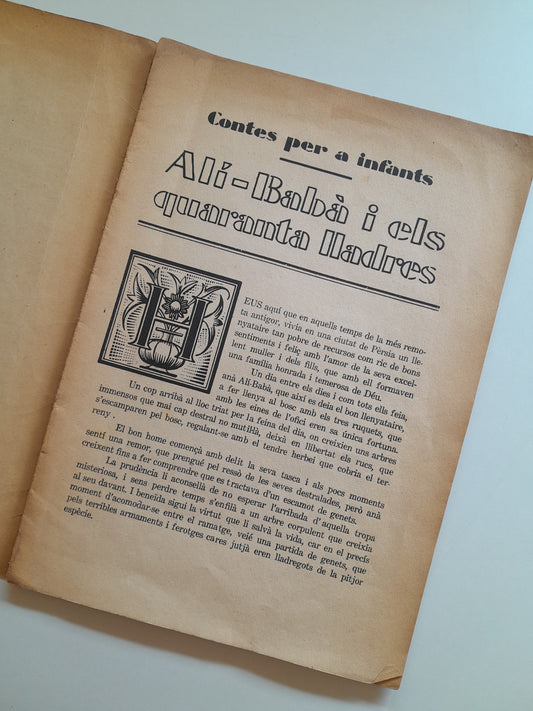 Contes per a infants
Alí-Babà i els
quaranta lladres
HEUS aquí que en aquells temps de la més remo-
ta antigor, vivia en una ciutat de Pèrsia un lle-
nyataire tan pobre de recursos com ric de bons
sentiments i feliç amb l'amor de la seva excel-
lent muller i dels fills, que amb ell formaven
una família honrada i temerosa de Déu.
Un dia entre els dies i com tots ells feia,
anà Alí-Babà, que així es deia el bon llenyataire,
a fer llenya al bosc amb els tres ruquets, que
amb les eines de l'ofici eren sa única fortuna.
Un cop arribà al lloc triat per la feina del dia, on creixien uns arbres
immensos que mai cap destral no mutilà, deixà en llibertat els rucs, que
s'escamparen pel bosc, regalant-se amb el tendre herbei que cobria el ter-
reny.
El bon home començà amb delit la seva tasca i als pocs moments
sentí una remor, que prengué pel ressò de les seves destralades, però anà
creixent fins a fer comprendre que es tractava d'un escamot de genets.
La prudència li aconsellà de no esperar l'arribada d'aquella tropa
misteriosa, i sens perdre temps s'enfilà a un arbre corpulent que creixia
al seu davant. I beneïda sigui la virtut que li salvà la vida, car en el precís
moment d'acomodar-se entre el ramatge, veié una partida de genets, que
pels terribles armaments i ferotges cares jutjà eren lladregots de la pitjor
espècie.